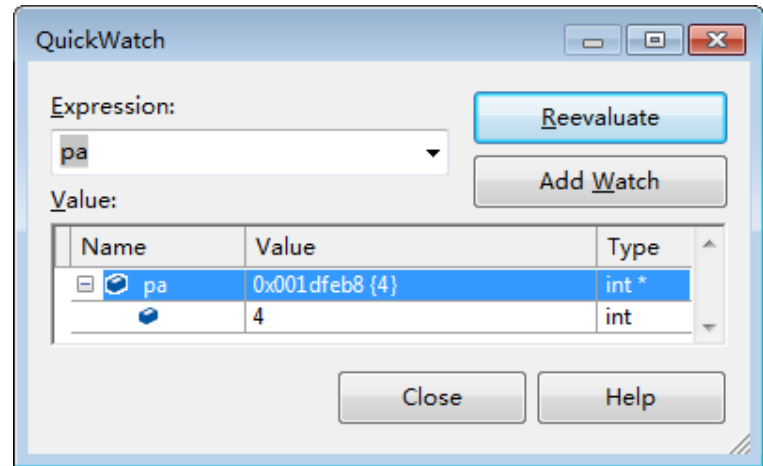 QuickWatch
Expression:
Reevaluate
pa
Add Watch
Value:
Name Value Type
pa 0x001dfeb8 {4} int *
4 int
Close Help